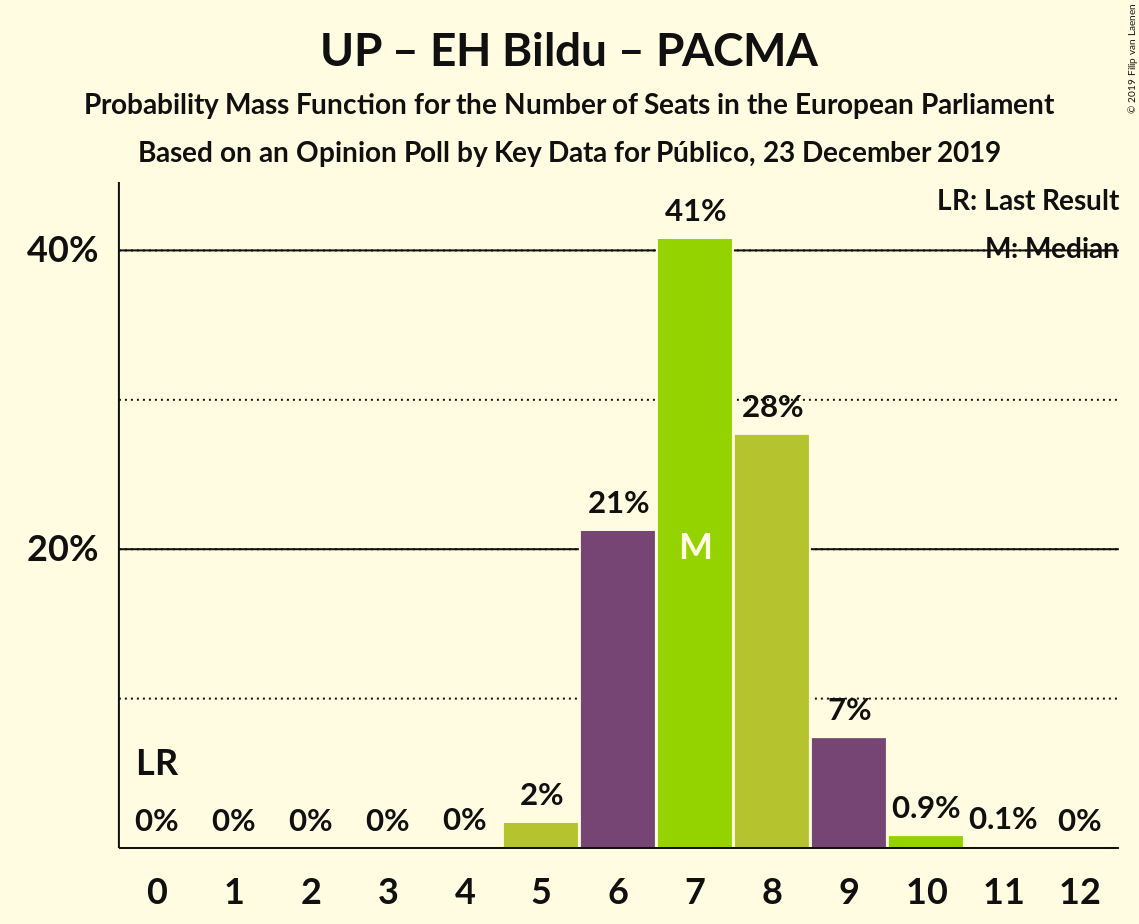 UP – EH Bildu – PACMA
Probability Mass Function for the Number of Seats in the European Parliament
Based on an Opinion Poll by Key Data for Público, 23 December 2019
© 2019 Filip van Laenen
LR: Last Result
M: Median
40%
20%
41%
28%
21%
M
7%
LR
0% 0% 0% 0% 0% 2% 0.9% 0.1% 0%
0 1 2 3 4 5 6 7 8 9 10 11 12